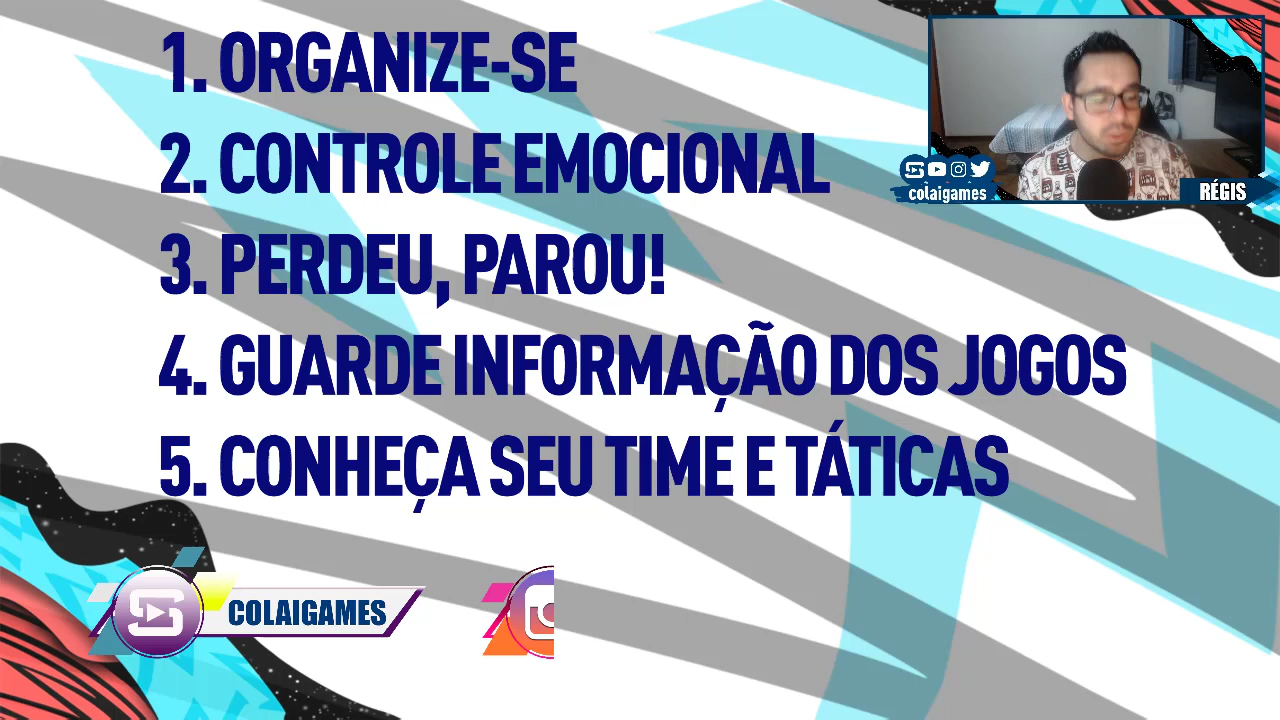 1. ORGANIZE-SE
2. CONTROLE EMOCIONAL
3. PERDEU, PAROU!
4. GUARDE INFORMAÇÃO DOS JOGOS
5. CONHEÇA SEU TIME E TÁTICAS
colaigames
RÉGIS
COLAIGAMES